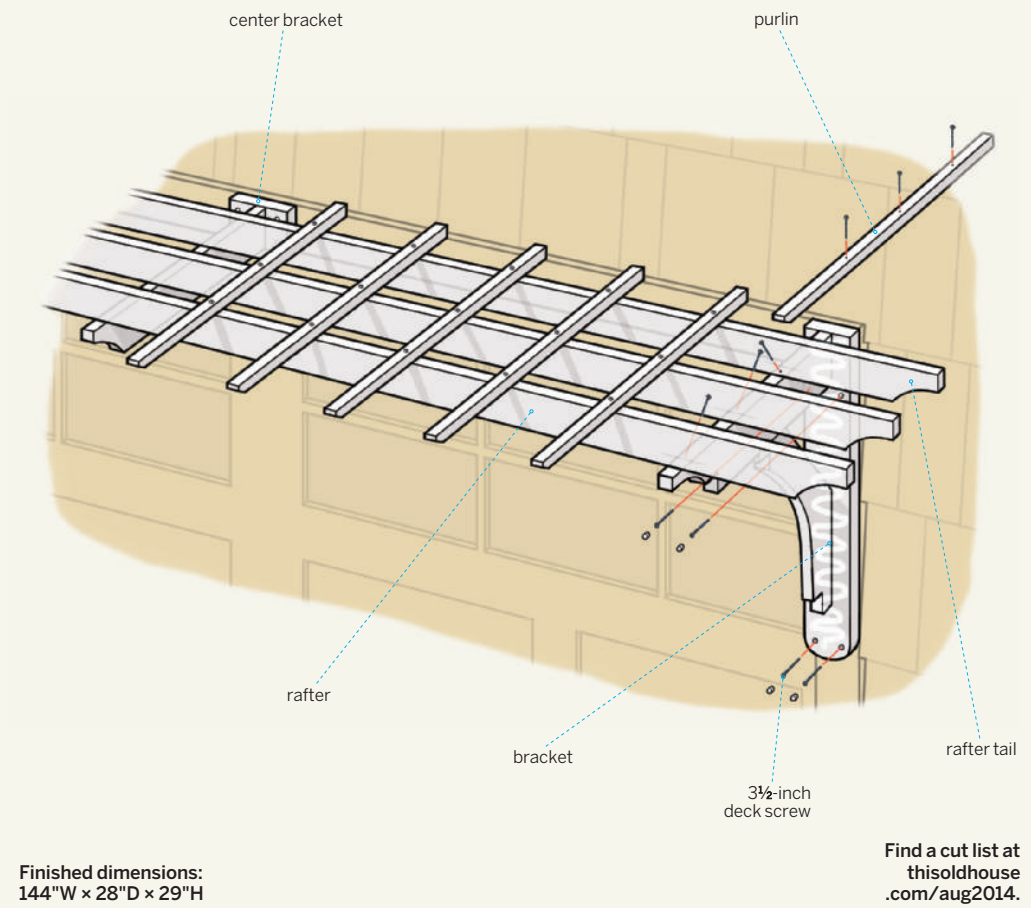 center bracket
purlin
rafter
bracket
rafter tail
3½-inch
deck screw
Finished dimensions:
144"W × 28"D × 29"H
Find a cut list at
thisoldhouse
.com/aug2014.